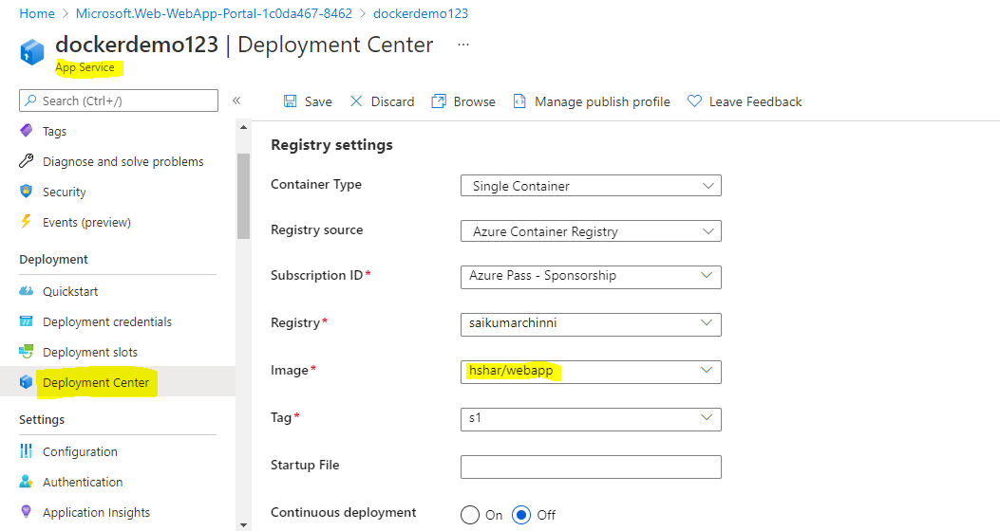 Home > Microsoft.Web-WebApp-Portal-1c0da467-8462 > dockerdemo123
dockerdemo123 | Deployment Center ...
App Service
Search (Ctrl+/)
«
Save
Discard
Browse
Manage publish profile
Leave Feedback
Tags
Diagnose and solve problems
Security
Events (preview)
Deployment
Quickstart
Deployment credentials
Deployment slots
Deployment Center
Settings
Configuration
Authentication
Application Insights
Registry settings
Container Type
Single Container
Registry source
Azure Container Registry
Subscription ID*
Azure Pass - Sponsorship
Registry*
saikumarchinni
Image*
hshar/webapp
Tag*
s1
Startup File
Continuous deployment
On
Off